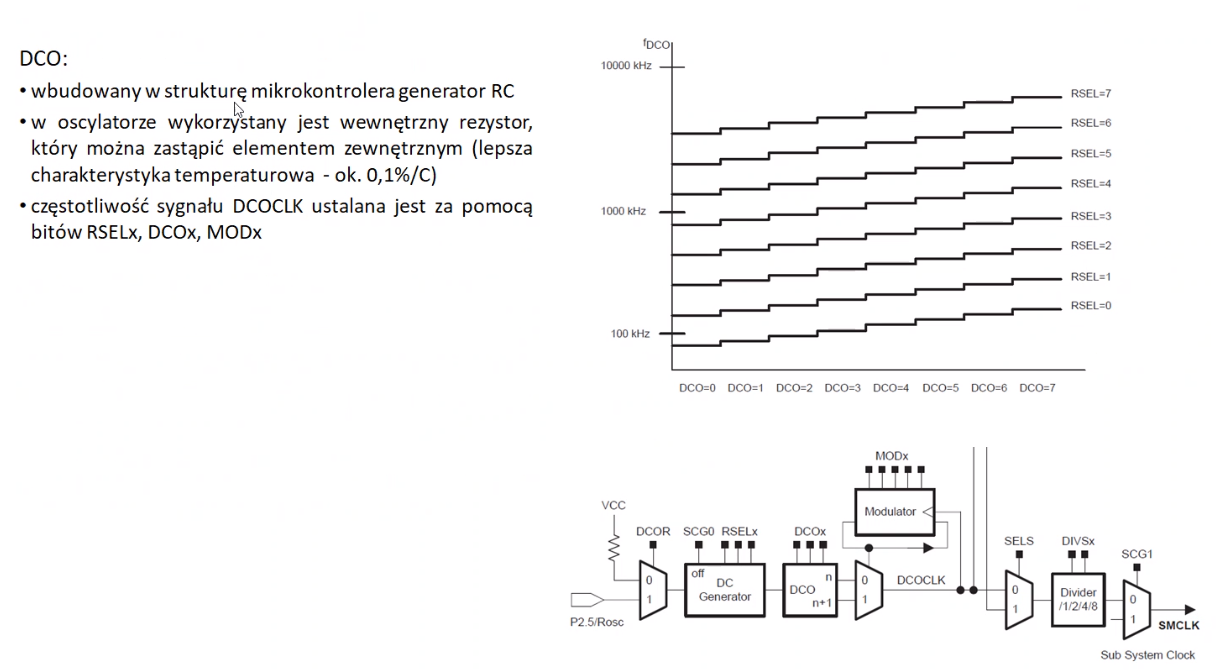 DCO:
• wbudowany w strukturę mikrokontrolera generator RC
• w oscylatorze wykorzystany jest wewnętrzny rezystor,
który można zastąpić elementem zewnętrznym (lepsza
charakterystyka temperaturowa - ok. 0,1%/C)
• częstotliwość sygnału DCOCLK ustalana jest za pomocą
bitów RSELx, DCOx, MODx
fDCO
10000 kHz
1000 kHz
100 kHz
RSEL=7
RSEL=6
RSEL=5
RSEL=4
RSEL=3
RSEL=2
RSEL=1
RSEL=0
DCO=0 DCO=1 DCO=2 DCO=3 DCO=4 DCO=5 DCO=6 DCO=7
MODx
Modulator
VCC
DCOR SCG0 RSELx DCOx
SELS DIVSx
SCG1
off
DC
Generator
0
1
DCO
n
n+1
0
1
DCOCLK
0
1
Divider
/1/2/4/8
0
1
P2.5/Rosc
SMCLK
Sub System Clock